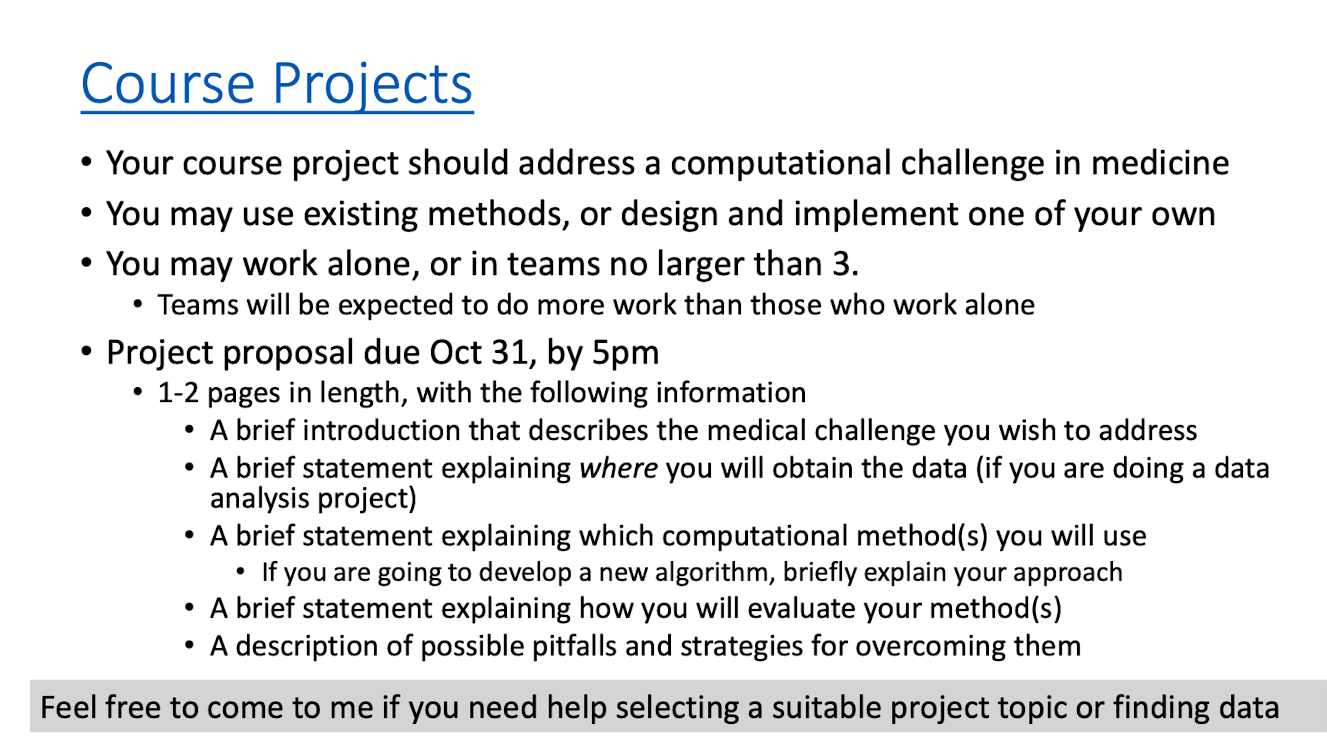 Course Projects
• Your course project should address a computational challenge in medicine
• You may use existing methods, or design and implement one of your own
• You may work alone, or in teams no larger than 3.
• Teams will be expected to do more work than those who work alone
• Project proposal due Oct 31, by 5pm
• 1-2 pages in length, with the following information
• A brief introduction that describes the medical challenge you wish to address
• A brief statement explaining where you will obtain the data (if you are doing a data
analysis project)
• A brief statement explaining which computational method(s) you will use
• If you are going to develop a new algorithm, briefly explain your approach
• A brief statement explaining how you will evaluate your method(s)
• A description of possible pitfalls and strategies for overcoming them
Feel free to come to me if you need help selecting a suitable project topic or finding data